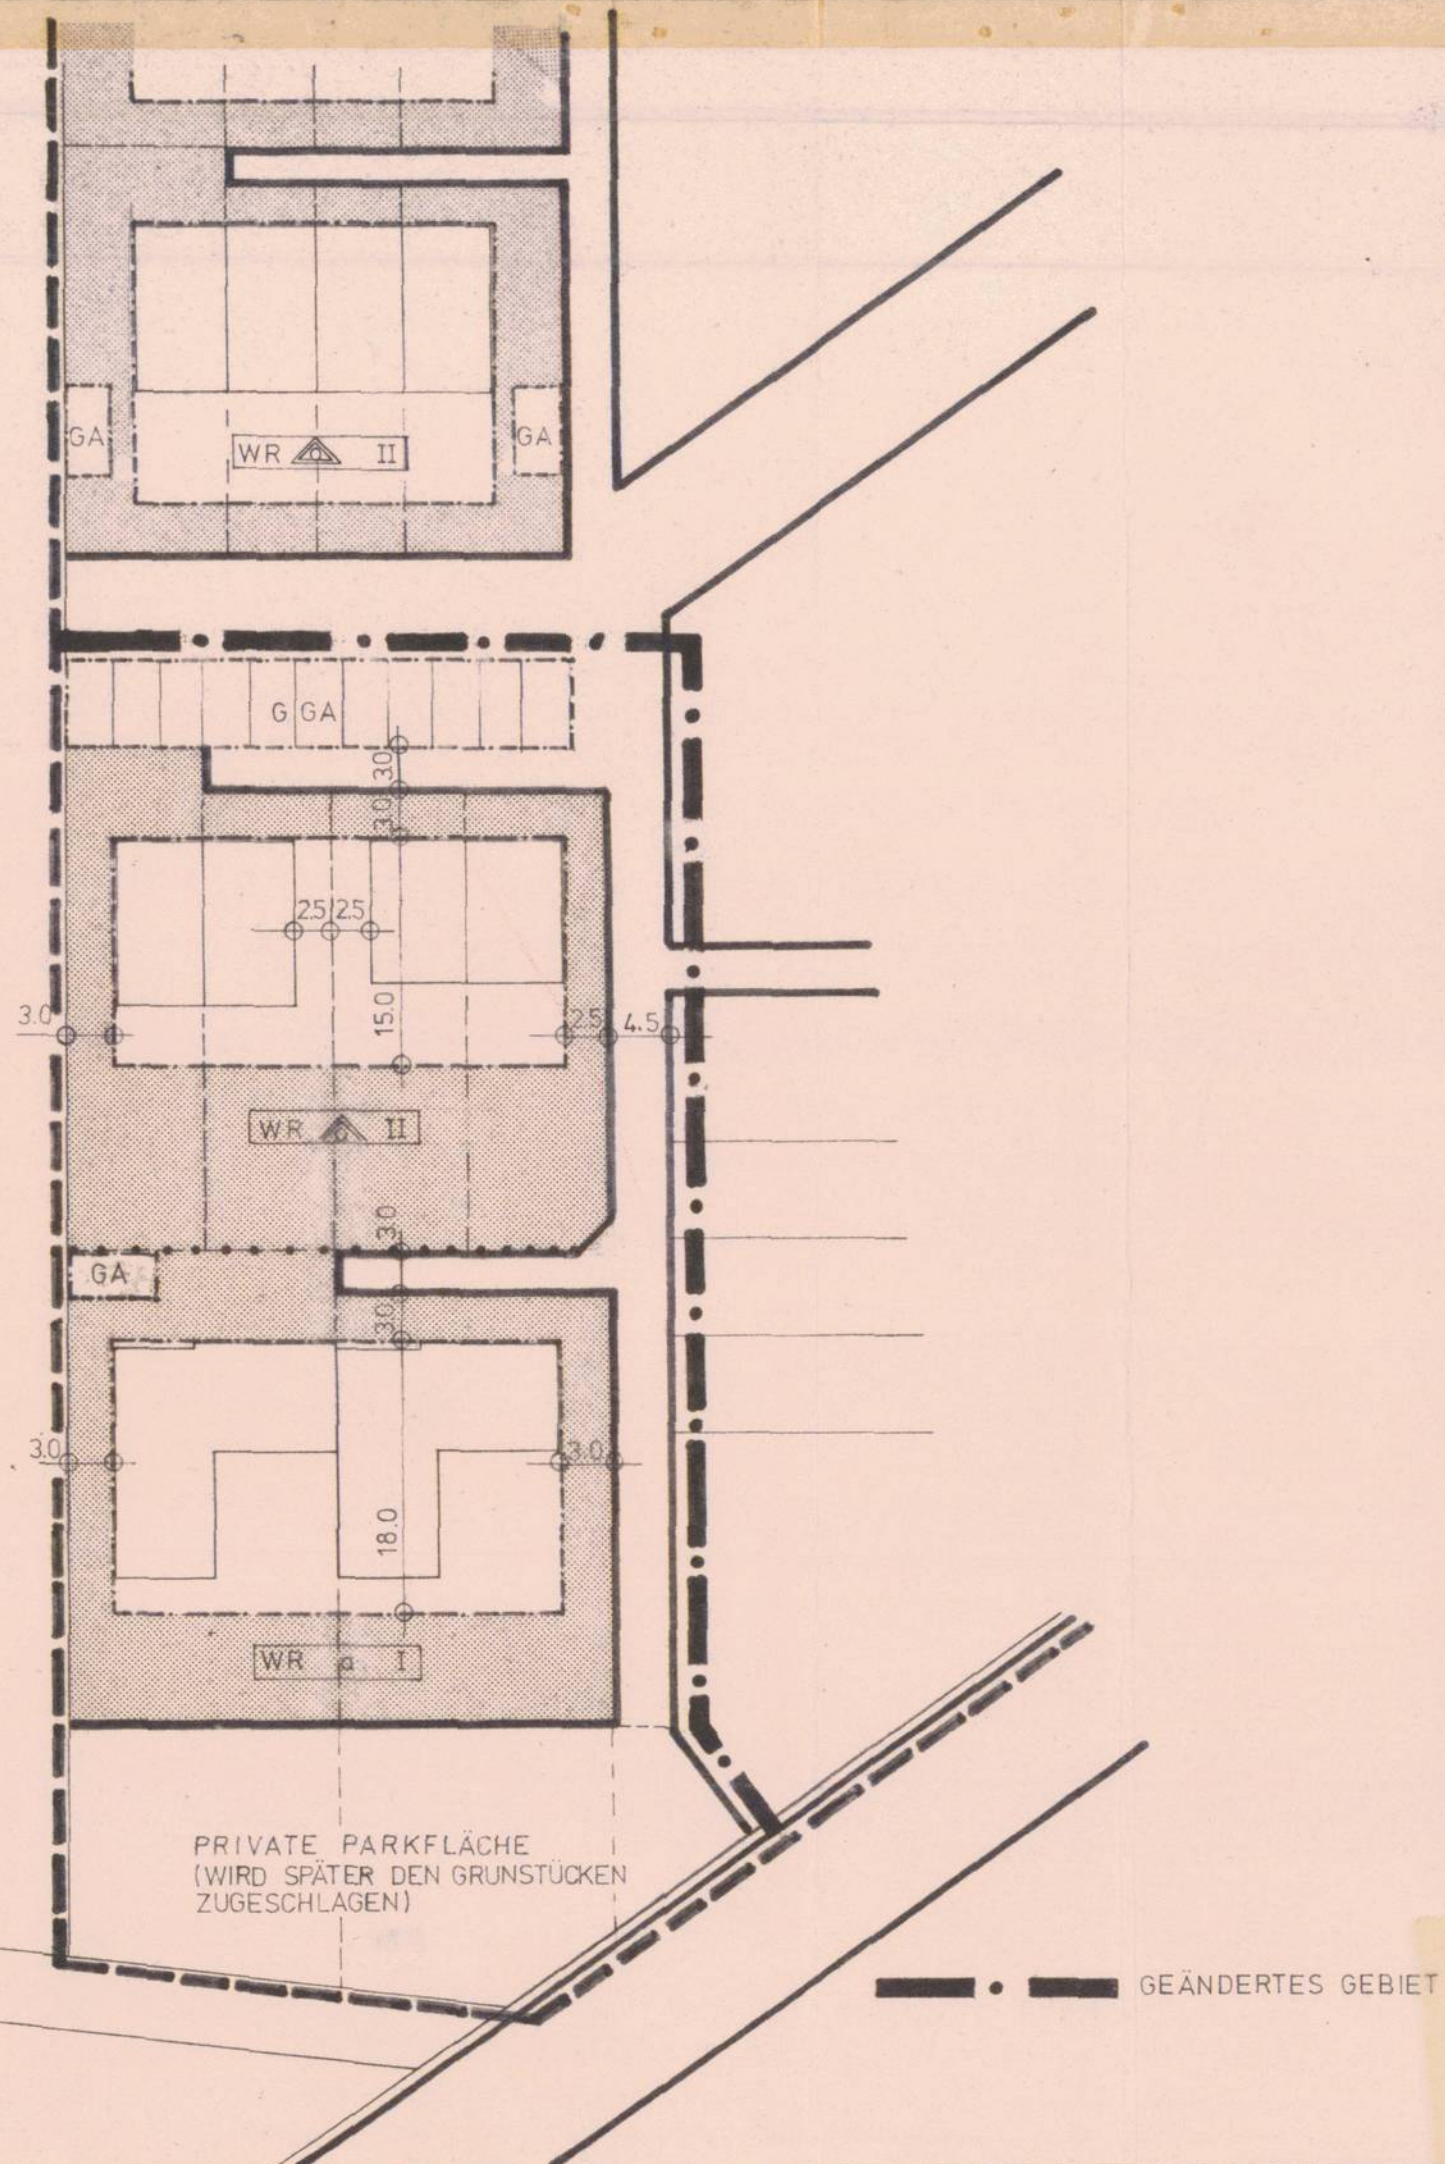 GA
GA
WR a II
G GA
3.0
3.0
2.5 2.5
15.0
3.0
2.5
4.5
WR II
3.0
GA
3.0
3.0
3.0
18.0
WR a I
PRIVATE PARKFLÄCHE
(WIRD SPÄTER DEN GRUNSTÜCKEN
ZUGESCHLAGEN)
GEÄNDERTES GEBIET